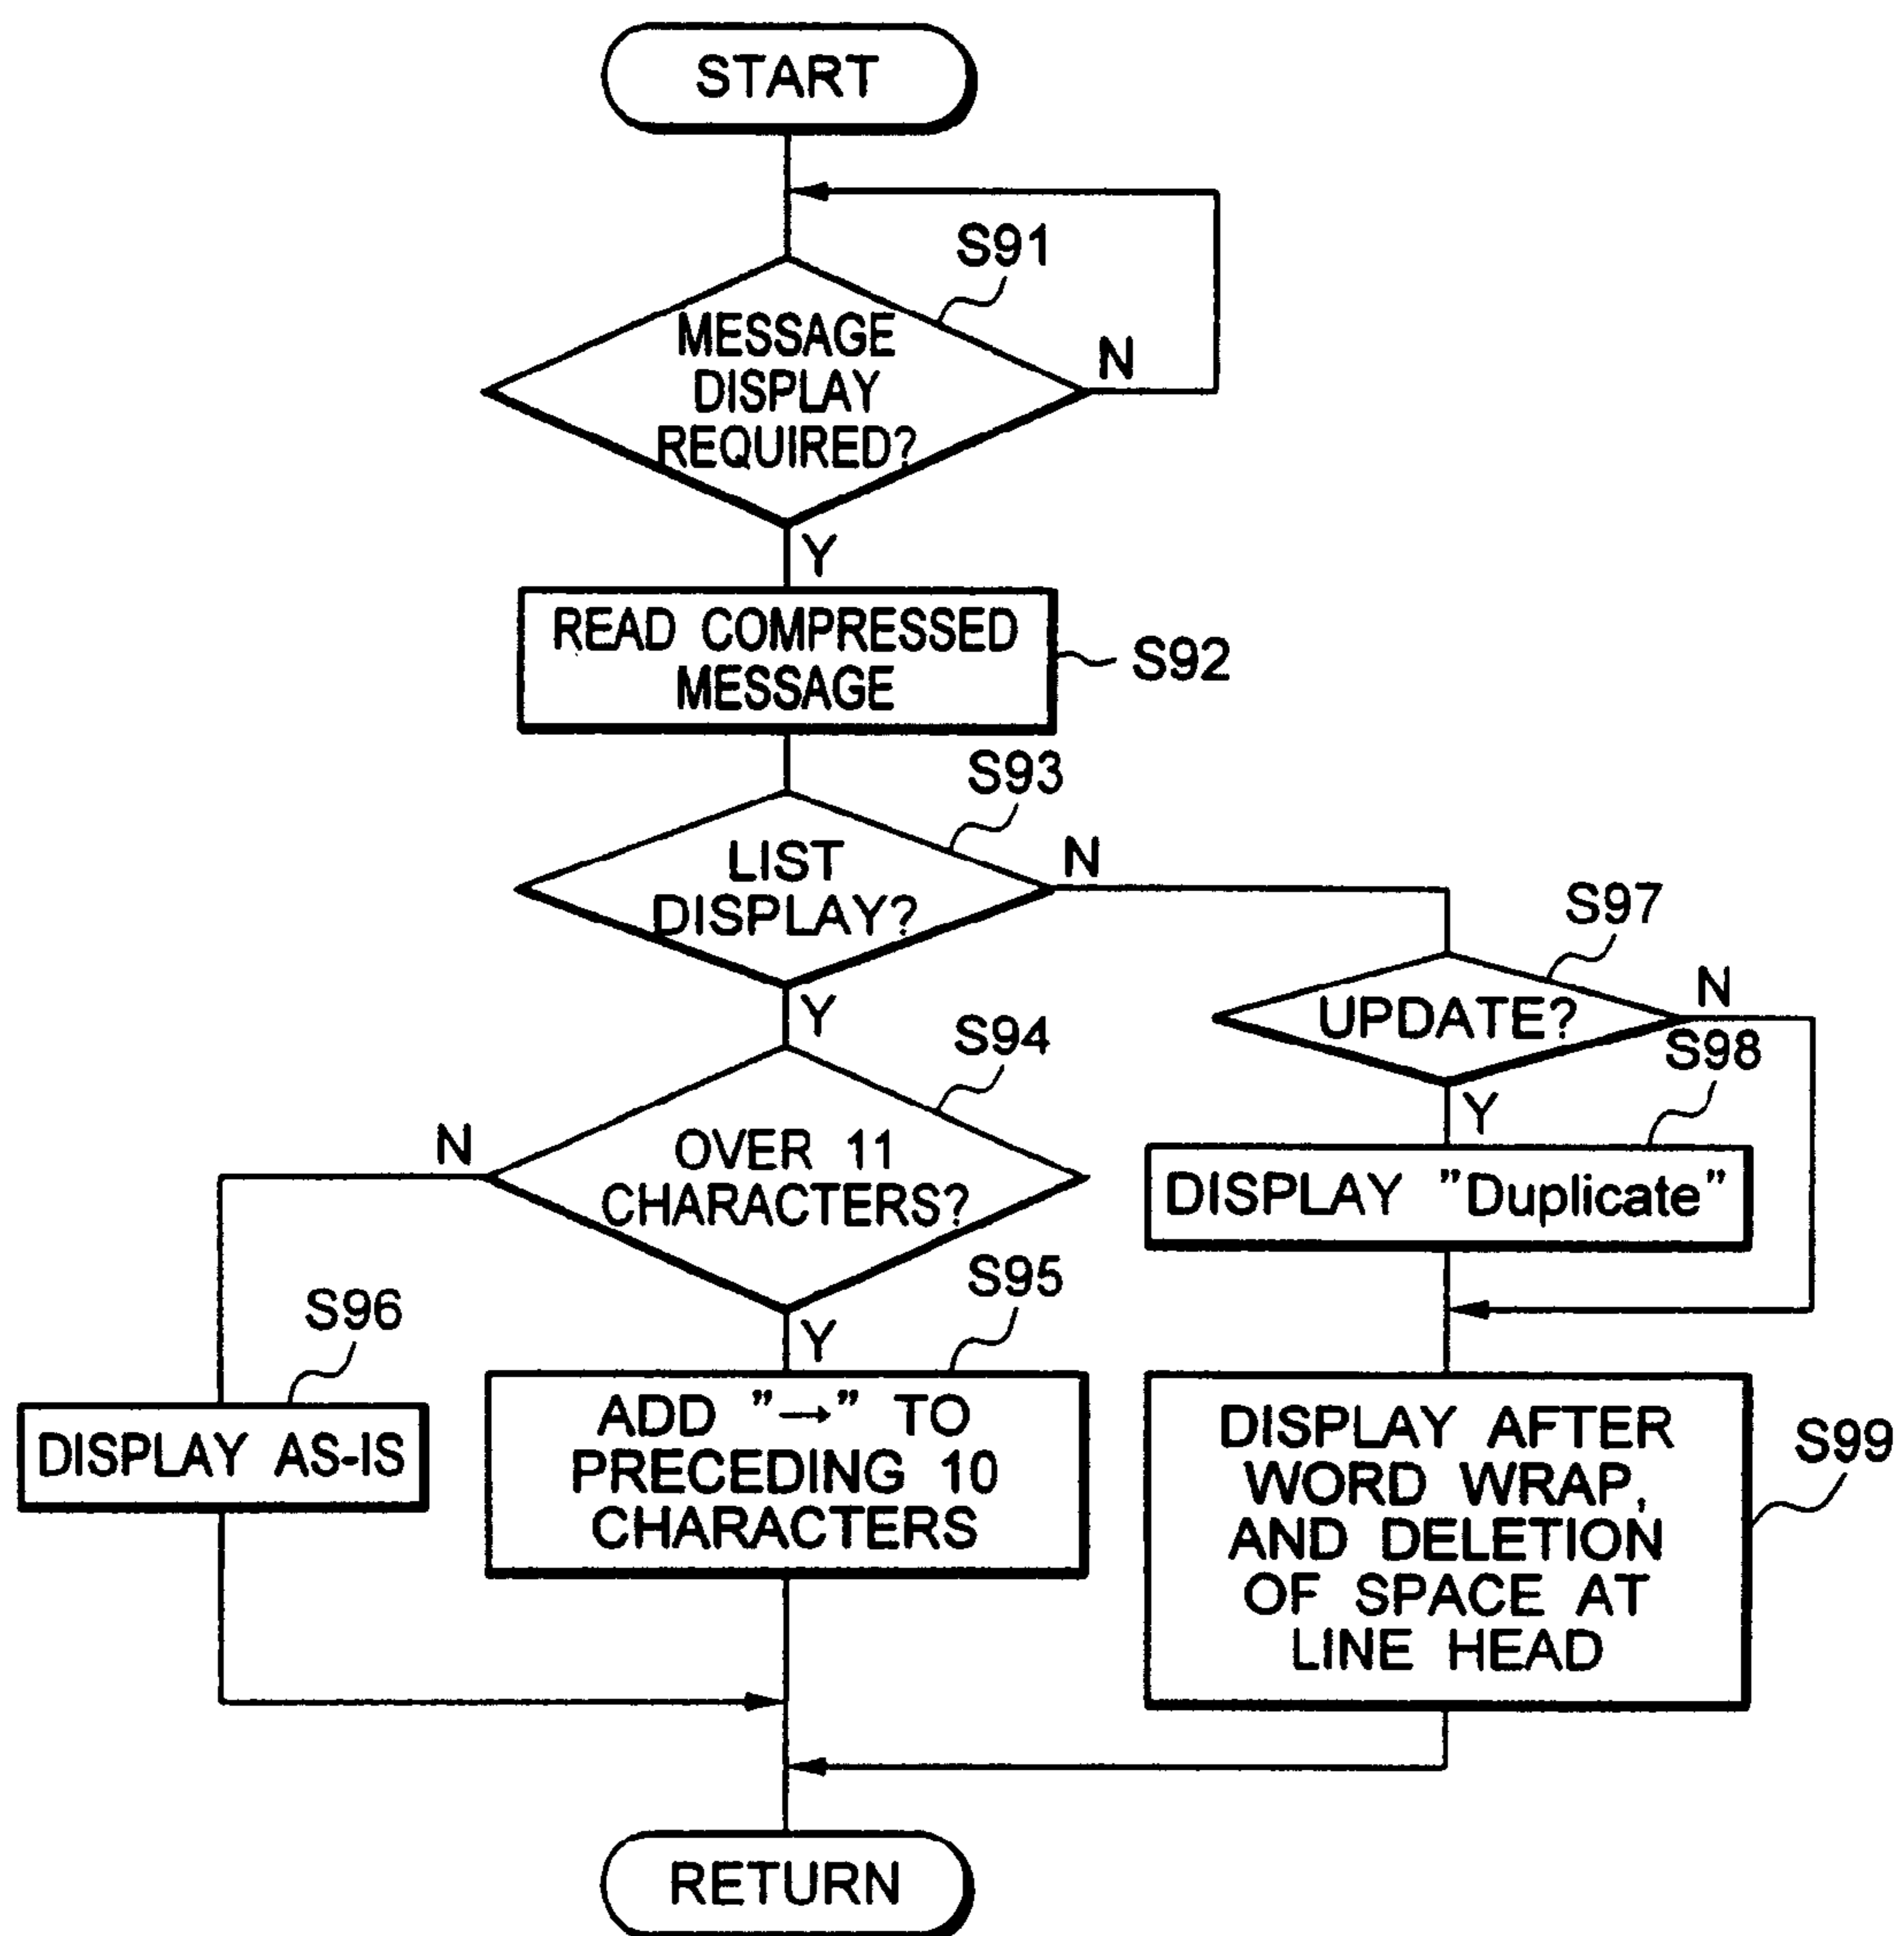 START
S91
MESSAGE
DISPLAY
REQUIRED?
N
Y
READ COMPRESSED
MESSAGE
S92
S93
LIST
DISPLAY?
N
Y
S97
UPDATE?
N
S94
OVER 11
CHARACTERS?
N
Y
S98
Y
DISPLAY "Duplicate"
S95
ADD "→" TO
PRECEDING 10
CHARACTERS
S96
DISPLAY AS-IS
DISPLAY AFTER
WORD WRAP,
AND DELETION
OF SPACE AT
LINE HEAD
S99
RETURN